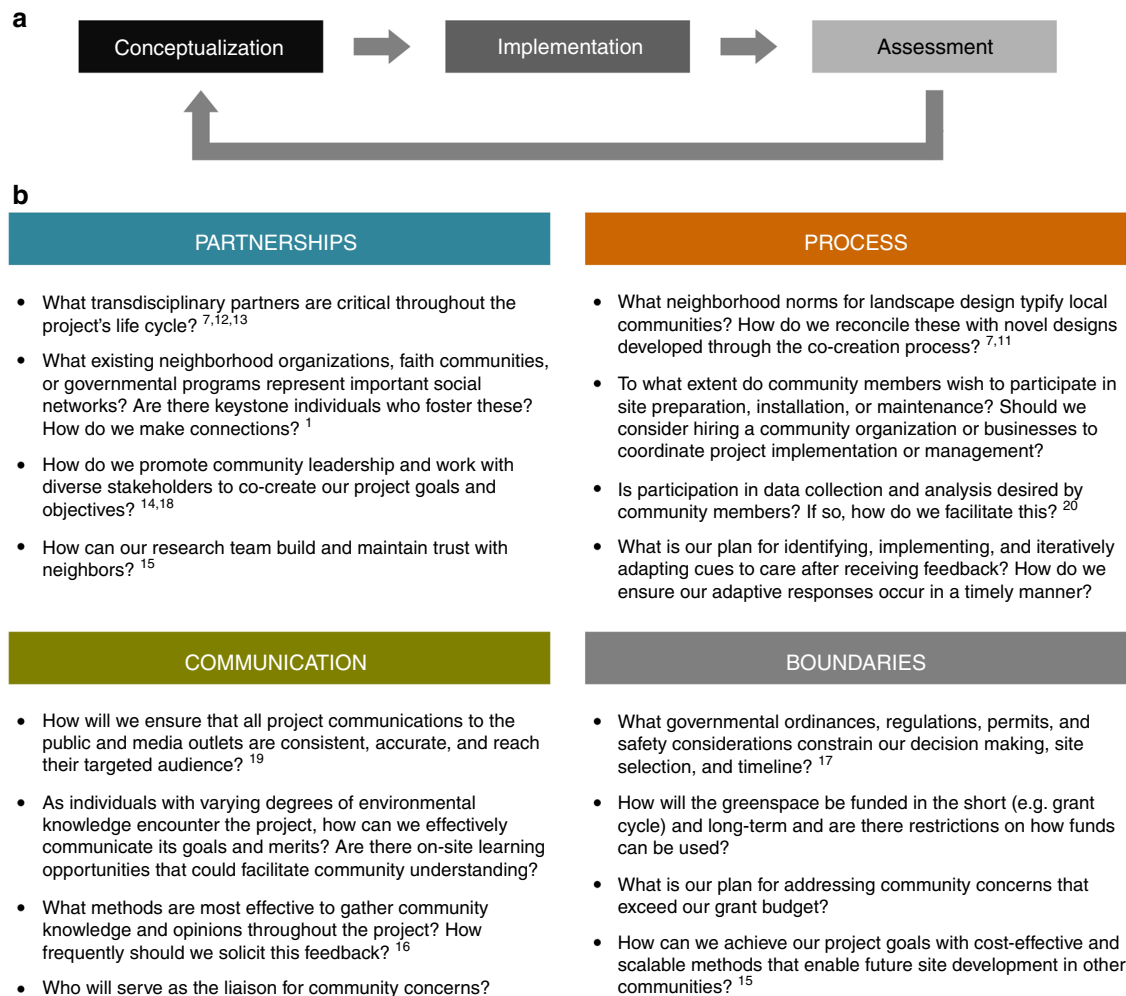 a
Conceptualization
Implementation
Assessment
b
PARTNERSHIPS
• What transdisciplinary partners are critical throughout the
project's life cycle? 7,12,13
• What existing neighborhood organizations, faith communities,
or governmental programs represent important social
networks? Are there keystone individuals who foster these?
How do we make connections? 1
• How do we promote community leadership and work with
diverse stakeholders to co-create our project goals and
objectives? 14,18
• How can our research team build and maintain trust with
neighbors? 15
PROCESS
• What neighborhood norms for landscape design typify local
communities? How do we reconcile these with novel designs
developed through the co-creation process? 7,11
• To what extent do community members wish to participate in
site preparation, installation, or maintenance? Should we
consider hiring a community organization or businesses to
coordinate project implementation or management?
• Is participation in data collection and analysis desired by
community members? If so, how do we facilitate this? 20
• What is our plan for identifying, implementing, and iteratively
adapting cues to care after receiving feedback? How do we
ensure our adaptive responses occur in a timely manner?
COMMUNICATION
• How will we ensure that all project communications to the
public and media outlets are consistent, accurate, and reach
their targeted audience? 19
• As individuals with varying degrees of environmental
knowledge encounter the project, how can we effectively
communicate its goals and merits? Are there on-site learning
opportunities that could facilitate community understanding?
• What methods are most effective to gather community
knowledge and opinions throughout the project? How
frequently should we solicit this feedback? 16
• Who will serve as the liaison for community concerns?
BOUNDARIES
• What governmental ordinances, regulations, permits, and
safety considerations constrain our decision making, site
selection, and timeline? 17
• How will the greenspace be funded in the short (e.g. grant
cycle) and long-term and are there restrictions on how funds
can be used?
• What is our plan for addressing community concerns that
exceed our grant budget?
• How can we achieve our project goals with cost-effective and
scalable methods that enable future site development in other
communities? 15